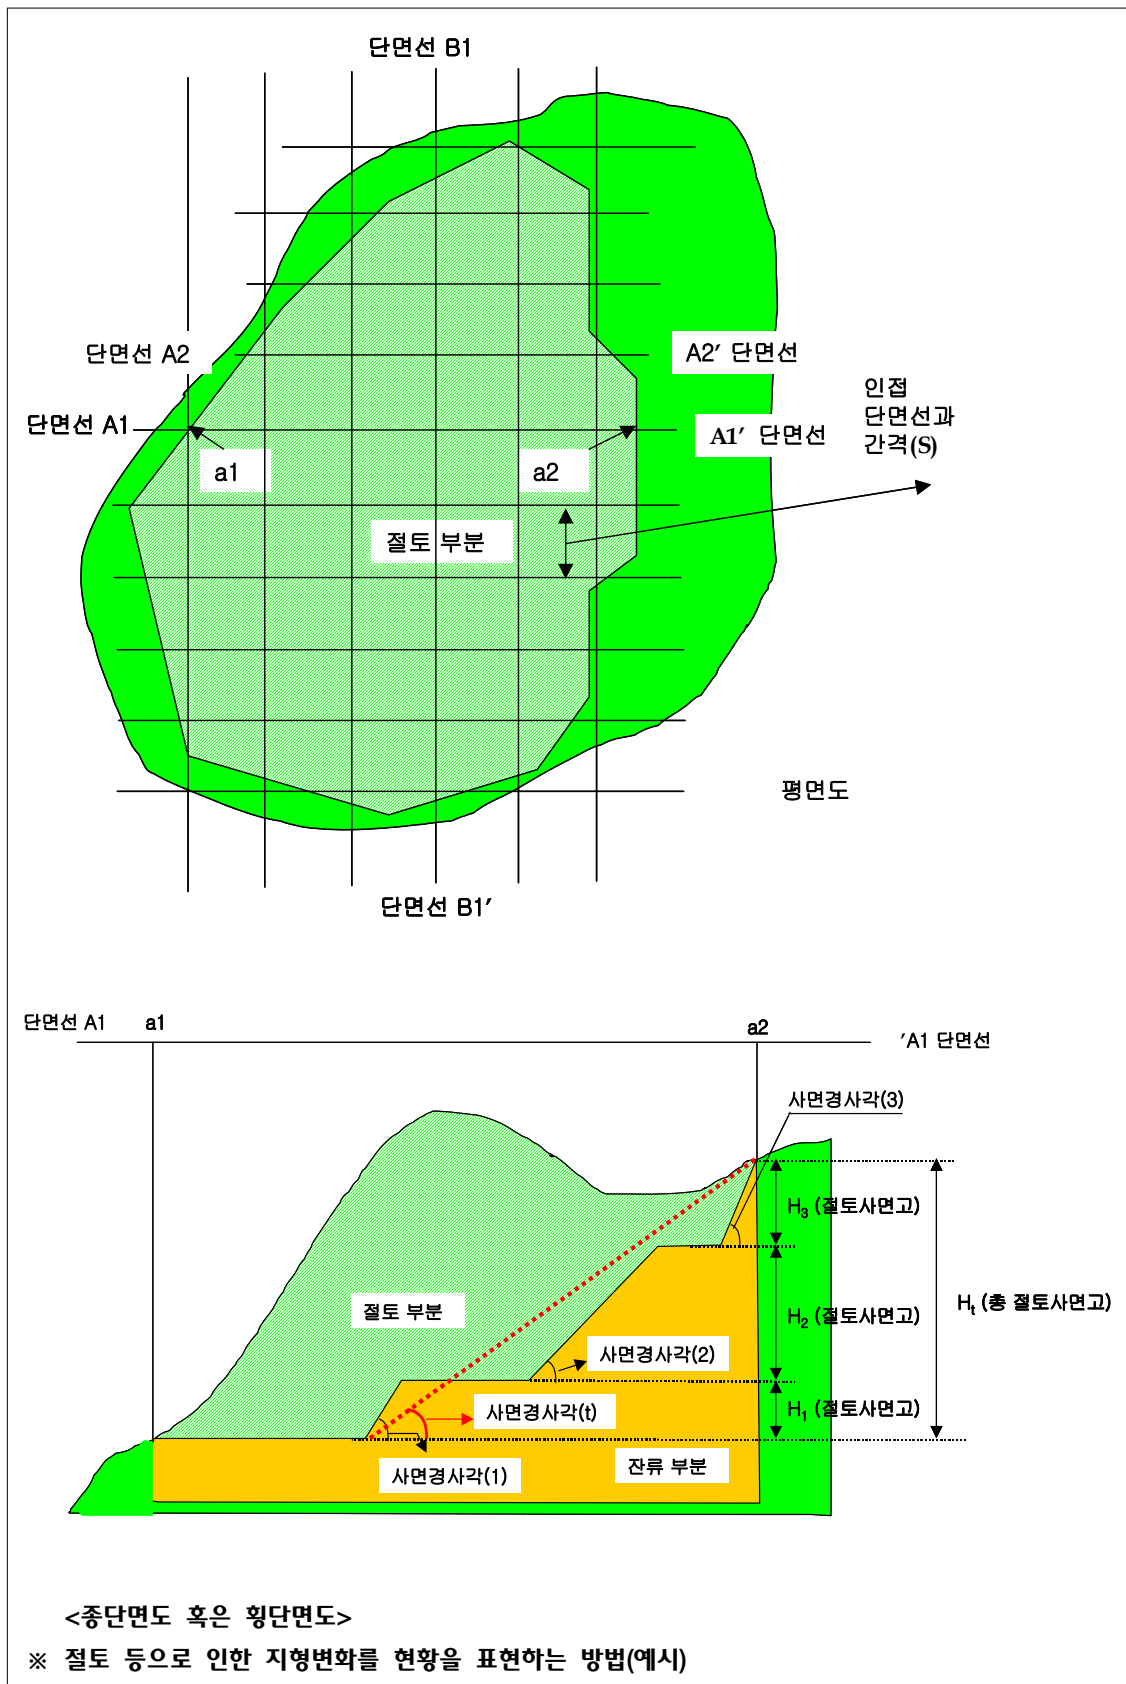 단면선 B1
단면선 A2
A2′ 단면선
인접
단면선과
간격(S)
단면선 A1
A1′ 단면선
a1
a2
절토 부분
평면도
단면선 B1′
단면선 A1
a1
a2
′A1 단면선
사면경사각(3)
H3 (절토사면고)
절토 부분
H2 (절토사면고)
Ht (총 절토사면고)
사면경사각(2)
사면경사각(t)
H1 (절토사면고)
사면경사각(1)
잔류 부분
<종단면도 혹은 횡단면도>
※ 절토 등으로 인한 지형변화를 현황을 표현하는 방법(예시)